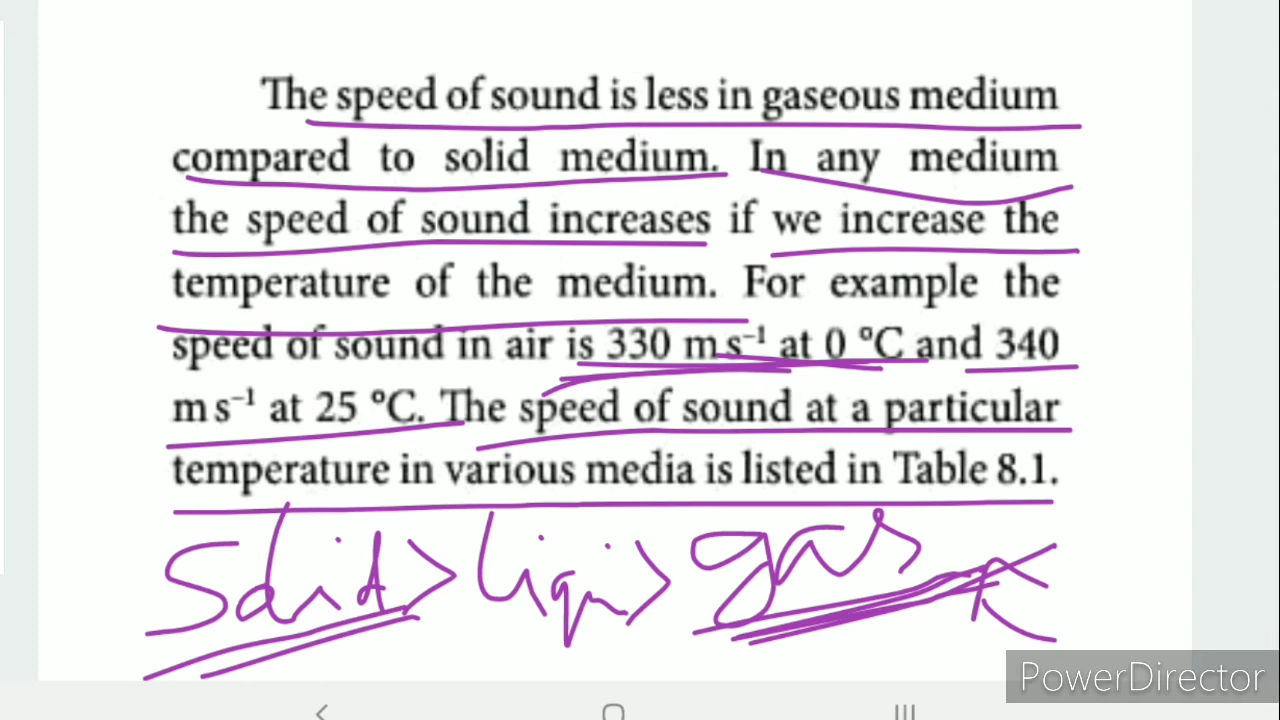 The speed of sound is less in gaseous medium
compared to solid medium. In any medium
the speed of sound increases if we increase the
temperature of the medium. For example the
speed of sound in air is 330 m s⁻¹ at 0 °C and 340
m s⁻¹ at 25 °C. The speed of sound at a particular
temperature in various media is listed in Table 8.1.
Solid > liqui > gas
PowerDirector